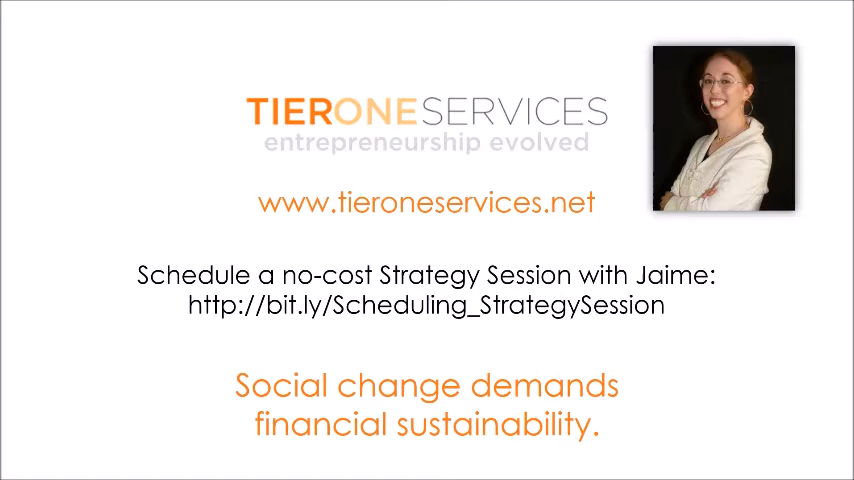 TIERONESERVICES
entrepreneurship evolved
www.tieroneservices.net
Schedule a no-cost Strategy Session with Jaime:
http://bit.ly/Scheduling_StrategySession
Social change demands
financial sustainability.